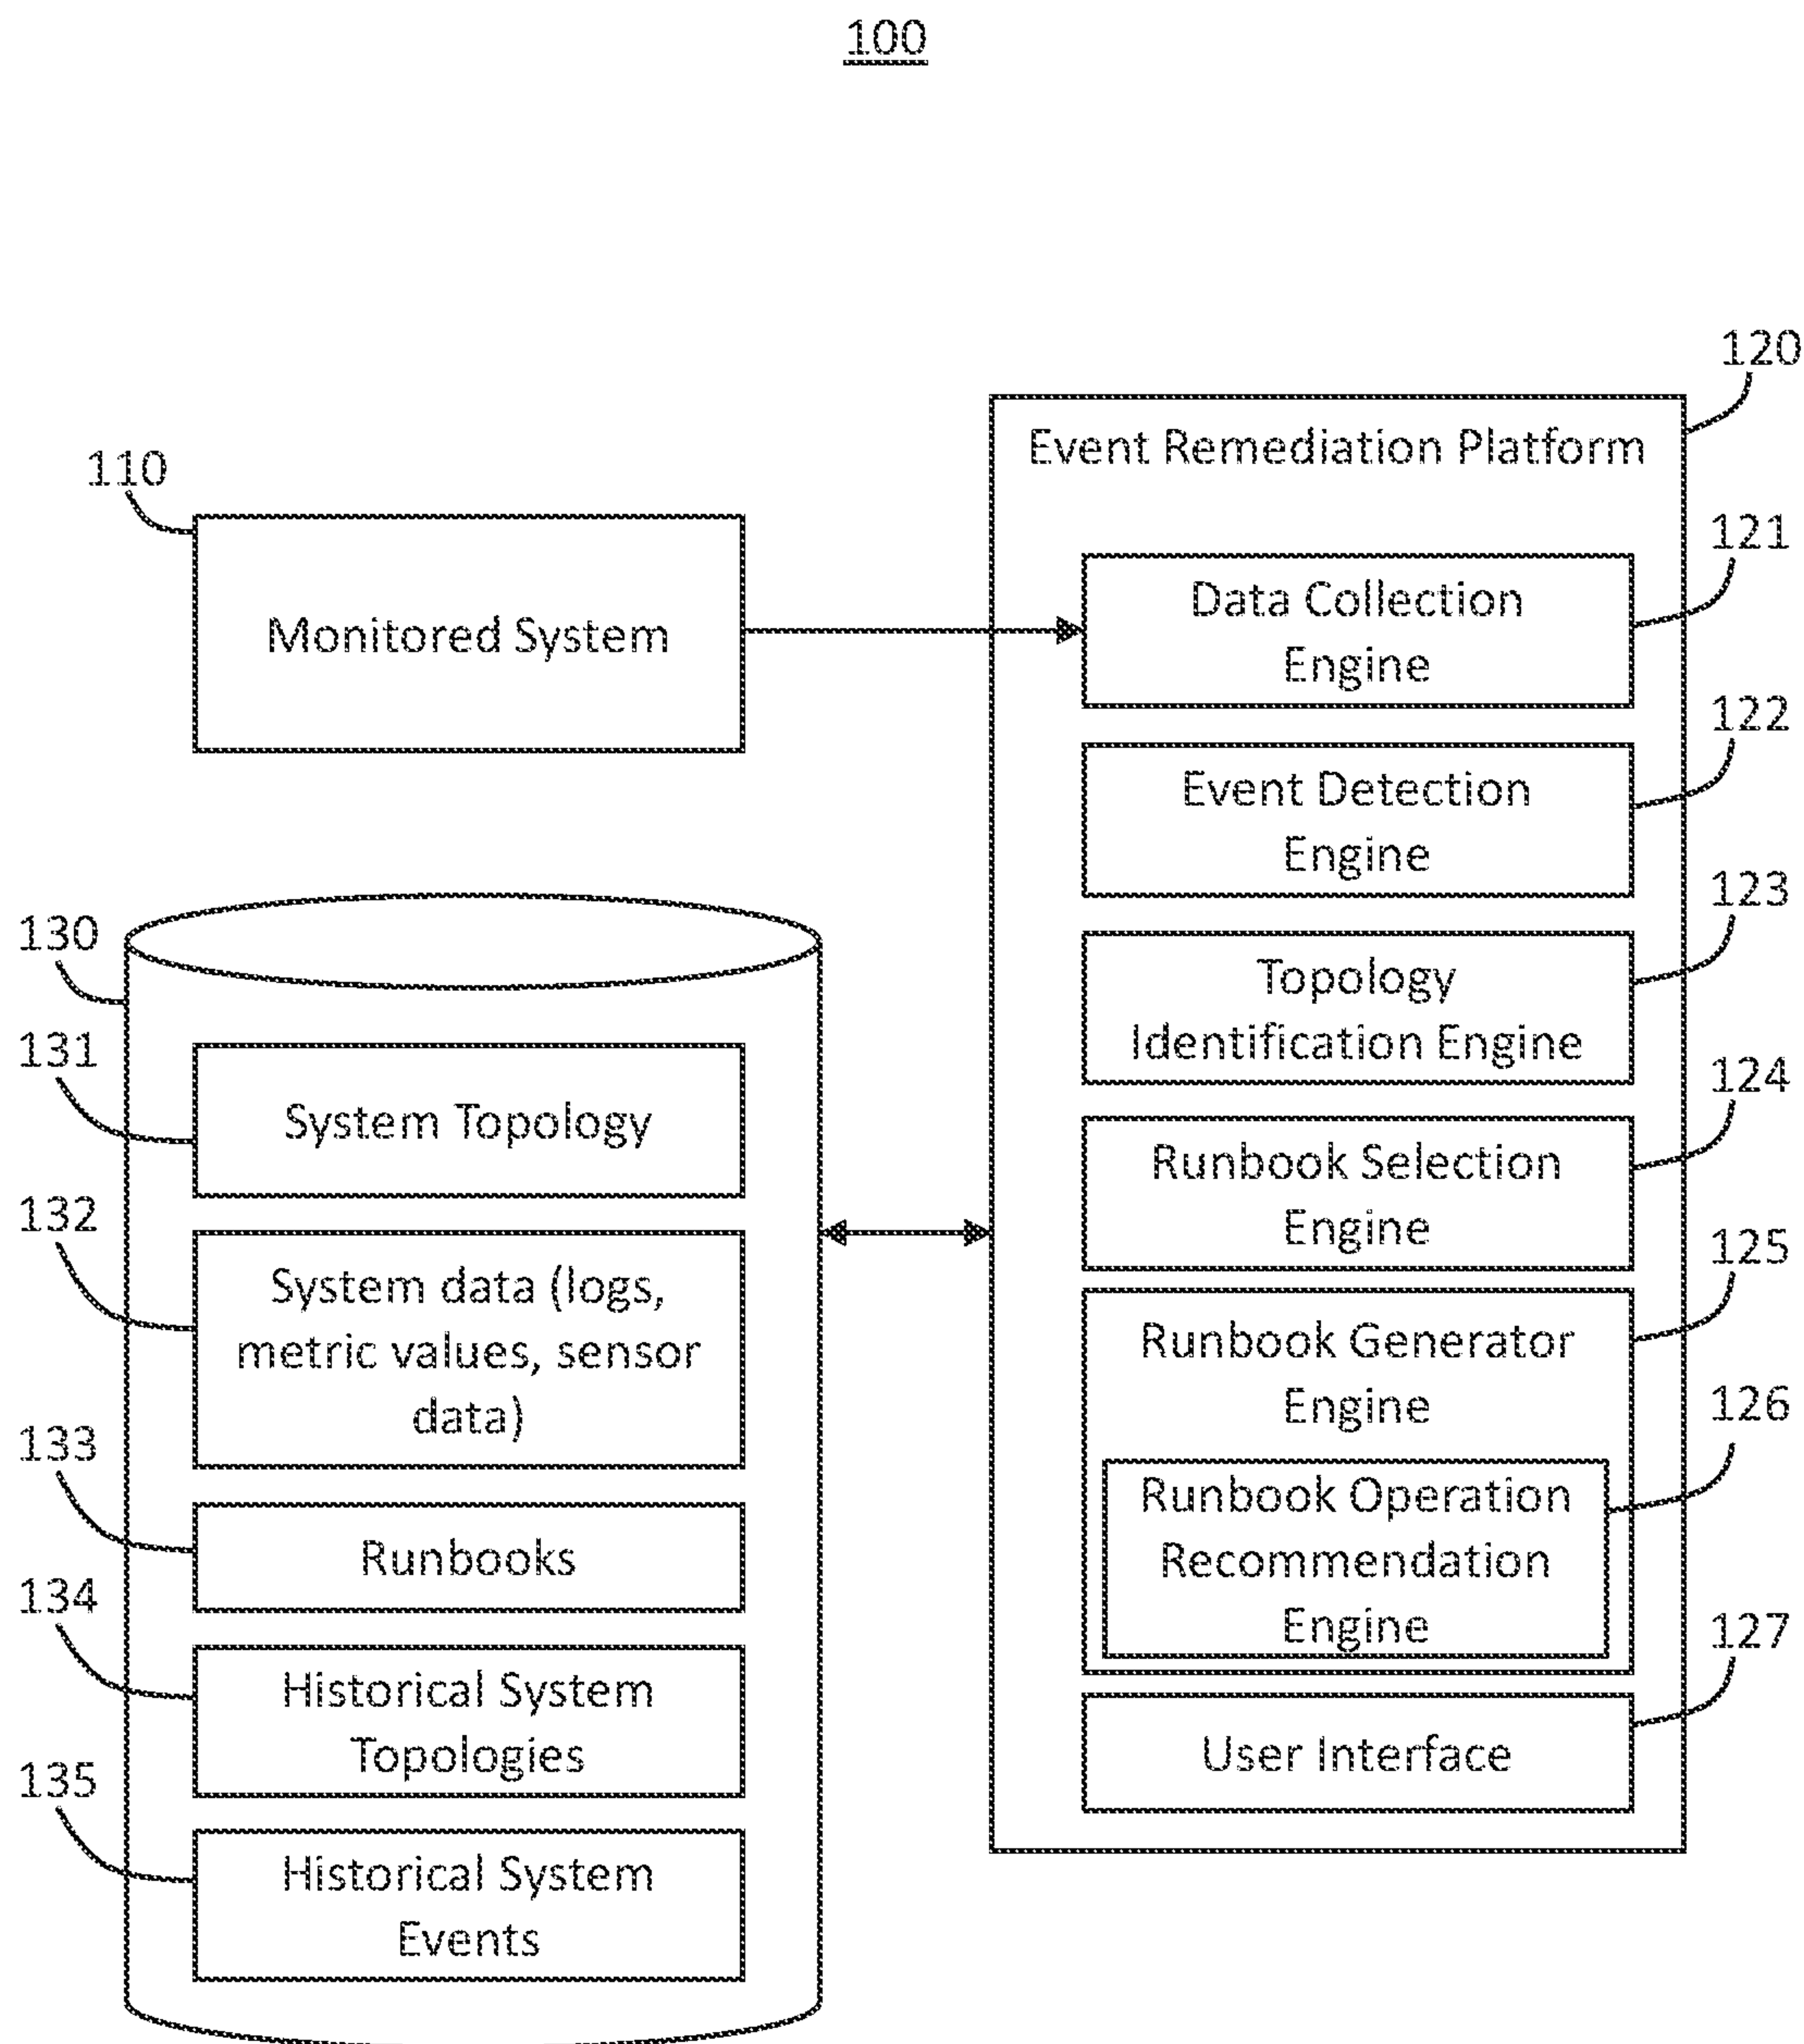 100
120
Event Remediation Platform
110
Monitored System
121
Data Collection
Engine
122
Event Detection
Engine
123
Topology
Identification Engine
124
Runbook Selection
Engine
125
Runbook Generator
Engine
126
Runbook Operation
Recommendation
Engine
127
User Interface
130
131
System Topology
132
System data (logs,
metric values, sensor
data)
133
Runbooks
134
Historical System
Topologies
135
Historical System
Events